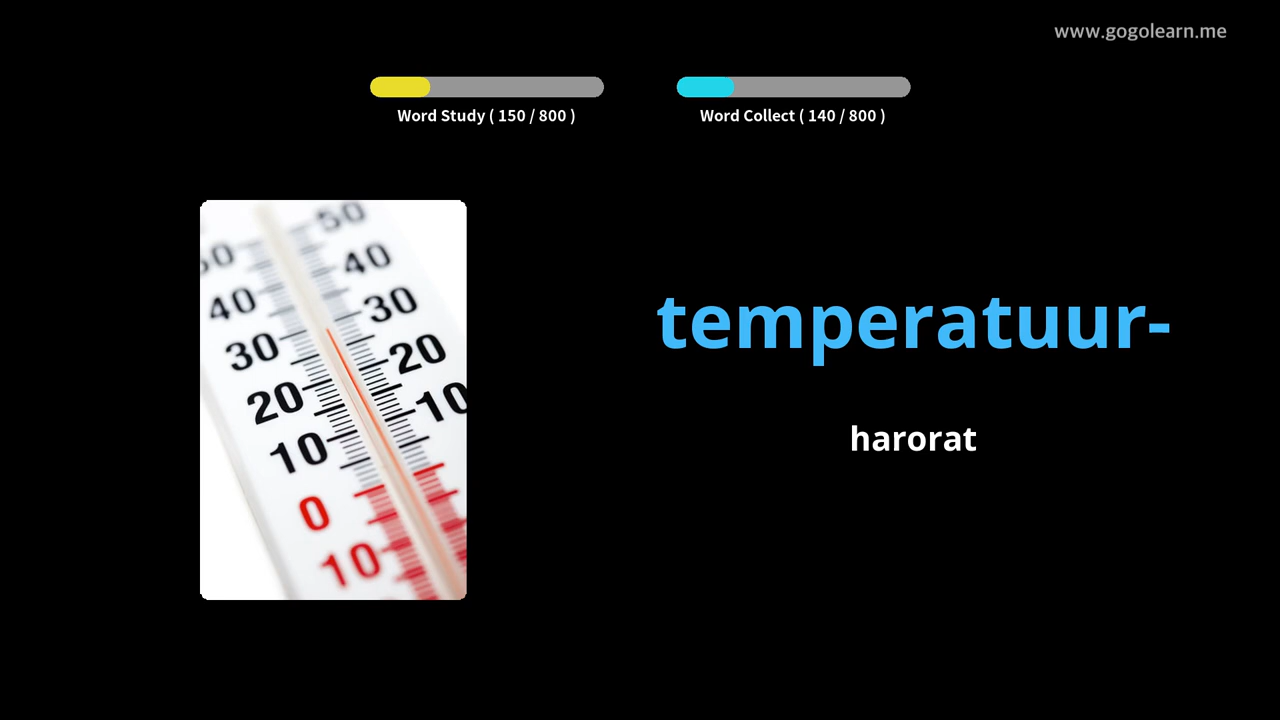 www.gogolearn.me
Word Study ( 150 / 800 )
Word Collect ( 140 / 800 )
temperatuur-
harorat
50
50
40
40
30
30
20
20
10
10
0
10